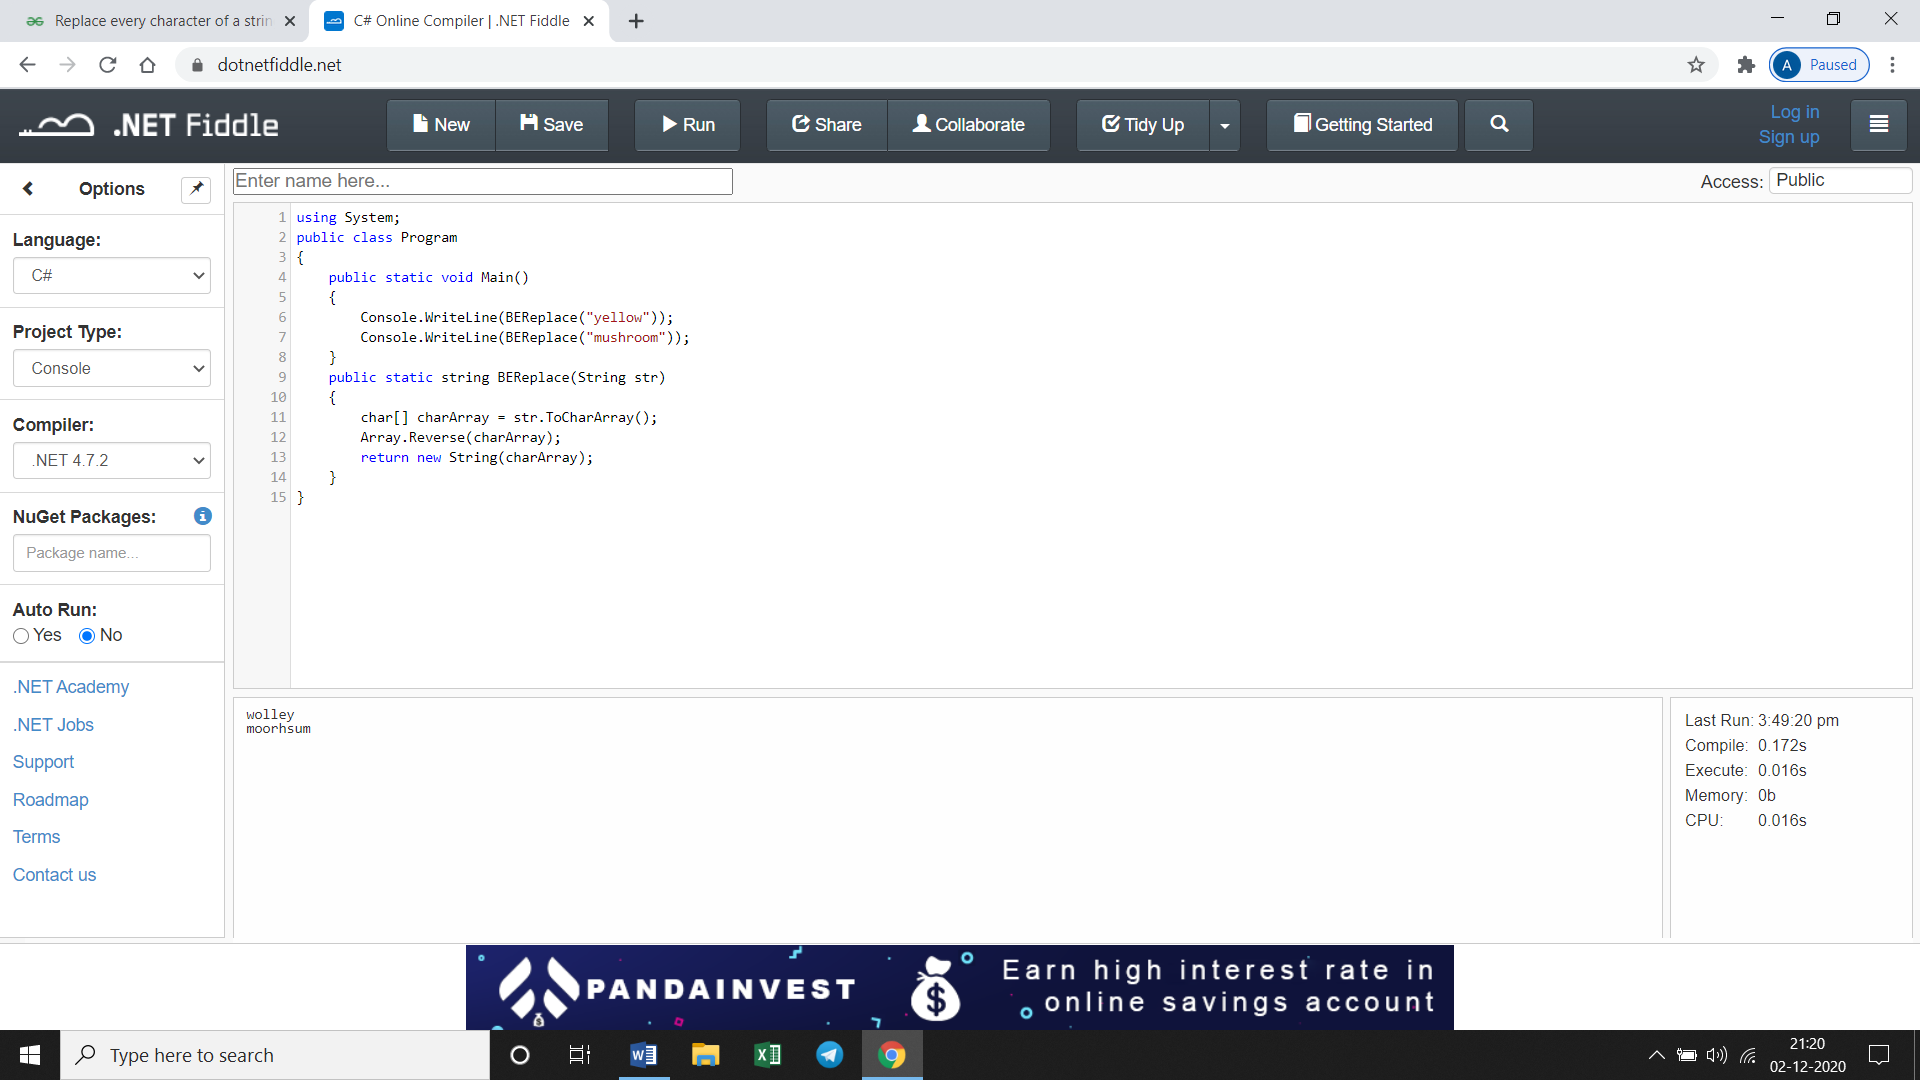 Replace every character of a strin
C# Online Compiler | .NET Fiddle
dotnetfiddle.net
A Paused
.NET Fiddle
New
Save
Run
Share
Collaborate
Tidy Up
Getting Started
Log in
Sign up
Options
Enter name here...
Access: Public
Language:
C#
Project Type:
Console
Compiler:
.NET 4.7.2
NuGet Packages:
Package name...
Auto Run:
Yes No
.NET Academy
.NET Jobs
Support
Roadmap
Terms
Contact us
1 using System;
2 public class Program
3 {
4 public static void Main()
5 {
6 Console.WriteLine(BEReplace("yellow"));
7 Console.WriteLine(BEReplace("mushroom"));
8 }
9 public static string BEReplace(String str)
10 {
11 char[] charArray = str.ToCharArray();
12 Array.Reverse(charArray);
13 return new String(charArray);
14 }
15 }
wolley
moorhsum
Last Run: 3:49:20 pm
Compile: 0.172s
Execute: 0.016s
Memory: 0b
CPU: 0.016s
PANDAINVEST
Earn high interest rate in
online savings account
Type here to search
21:20
02-12-2020